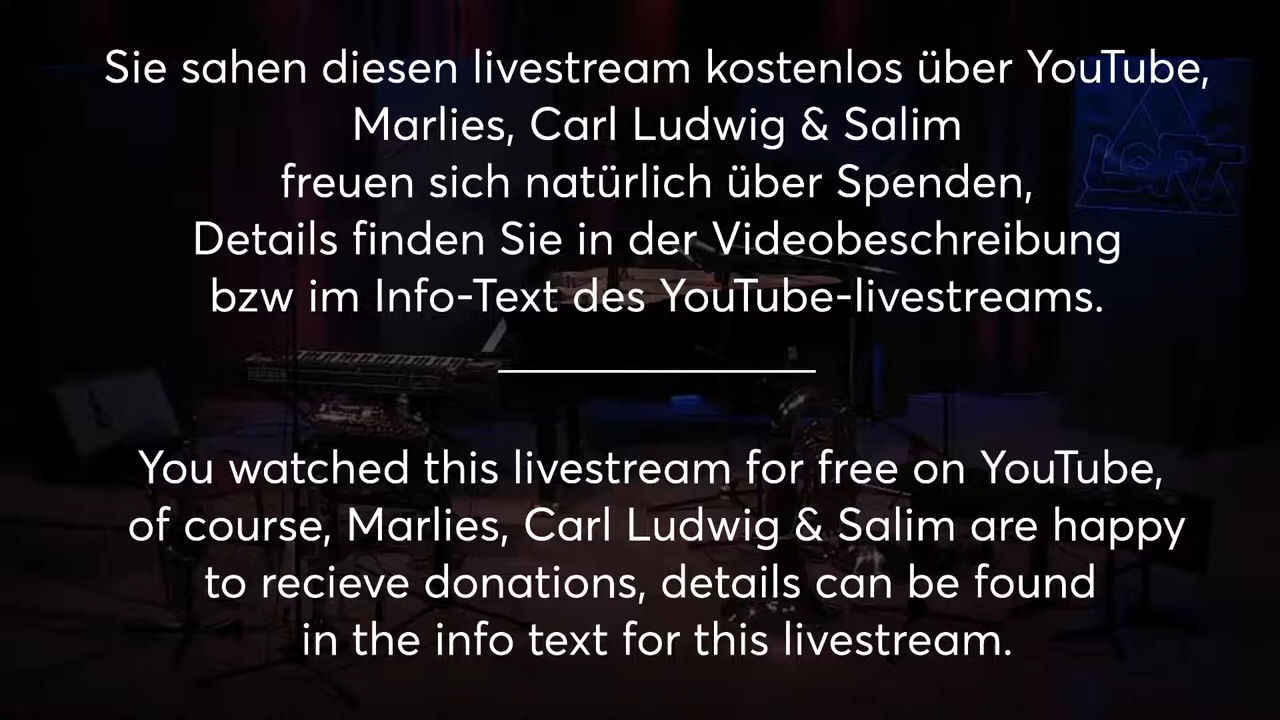 Sie sahen diesen livestream kostenlos über YouTube,
Marlies, Carl Ludwig & Salim
freuen sich natürlich über Spenden,
Details finden Sie in der Videobeschreibung
bzw im Info-Text des YouTube-livestreams.
LOFT
You watched this livestream for free on YouTube,
of course, Marlies, Carl Ludwig & Salim are happy
to recieve donations, details can be found
in the info text for this livestream.